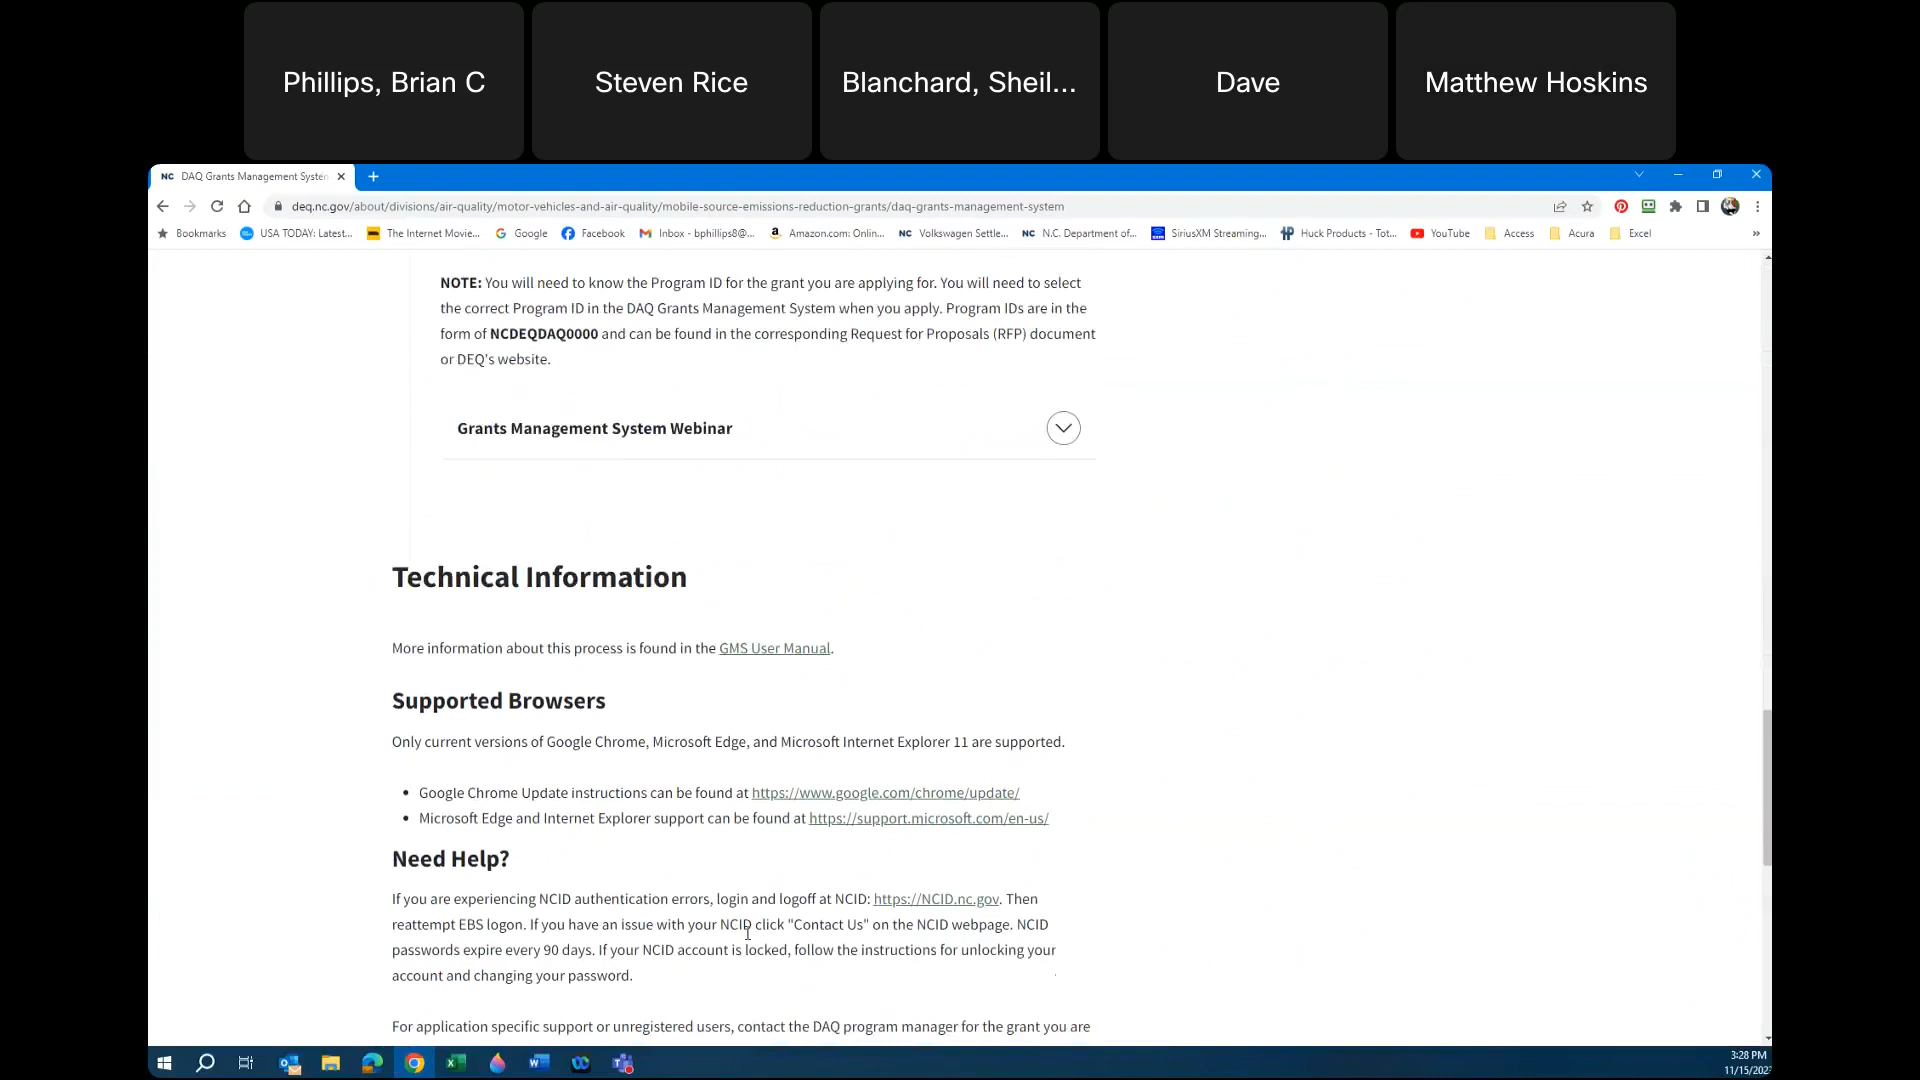 Phillips, Brian C
Steven Rice
Blanchard, Sheil...
Dave
Matthew Hoskins
NC DAQ Grants Management System
deq.nc.gov/about/divisions/air-quality/motor-vehicles-and-air-quality/mobile-source-emissions-reduction-grants/daq-grants-management-system
Bookmarks USA TODAY: Latest... The Internet Movie... Google Facebook Inbox - bphillips8@... Amazon.com: Onlin... NC Volkswagen Settle... NC N.C. Department of... SiriusXM Streaming... Huck Products - Tot... YouTube Access Acura Excel »
NOTE: You will need to know the Program ID for the grant you are applying for. You will need to select
the correct Program ID in the DAQ Grants Management System when you apply. Program IDs are in the
form of NCDEQDAQ0000 and can be found in the corresponding Request for Proposals (RFP) document
or DEQ's website.
Grants Management System Webinar
Technical Information
More information about this process is found in the GMS User Manual.
Supported Browsers
Only current versions of Google Chrome, Microsoft Edge, and Microsoft Internet Explorer 11 are supported.
• Google Chrome Update instructions can be found at https://www.google.com/chrome/update/
• Microsoft Edge and Internet Explorer support can be found at https://support.microsoft.com/en-us/
Need Help?
If you are experiencing NCID authentication errors, login and logoff at NCID: https://NCID.nc.gov. Then
reattempt EBS logon. If you have an issue with your NCID click "Contact Us" on the NCID webpage. NCID
passwords expire every 90 days. If your NCID account is locked, follow the instructions for unlocking your
account and changing your password.
For application specific support or unregistered users, contact the DAQ program manager for the grant you are
3:28 PM
11/15/202